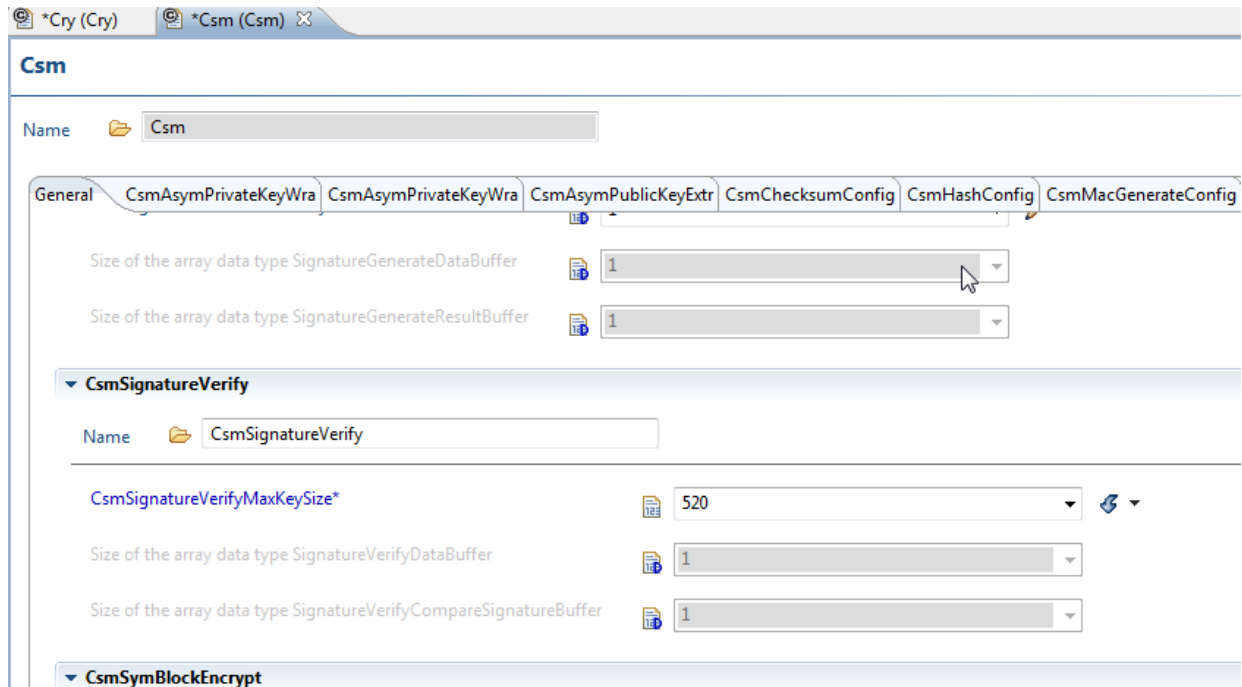 *Cry (Cry) *Csm (Csm)
Csm
Name Csm
General CsmAsymPrivateKeyWra CsmAsymPrivateKeyWra CsmAsymPublicKeyExtr CsmChecksumConfig CsmHashConfig CsmMacGenerateConfig
Size of the array data type SignatureGenerateDataBuffer 1
Size of the array data type SignatureGenerateResultBuffer 1
CsmSignatureVerify
Name CsmSignatureVerify
CsmSignatureVerifyMaxKeySize* 520
Size of the array data type SignatureVerifyDataBuffer 1
Size of the array data type SignatureVerifyCompareSignatureBuffer 1
CsmSymBlockEncrypt